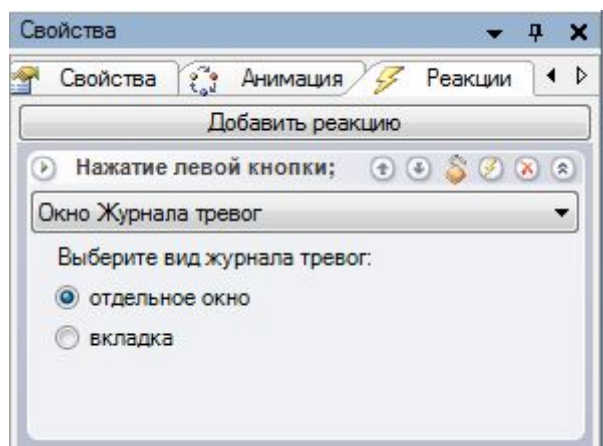 Свойства
Свойства Анимация Реакции
Добавить реакцию
Нажатие левой кнопки;
Окно Журнала тревог
Выберите вид журнала тревог:
отдельное окно
вкладка